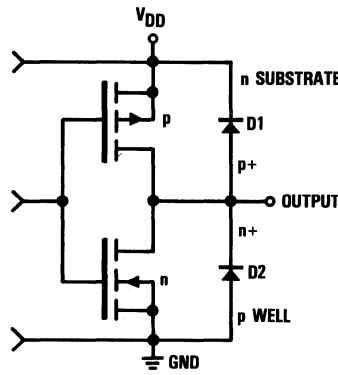 VDD
n SUBSTRATE
D1
p
p+
OUTPUT
n+
D2
n
p WELL
GND